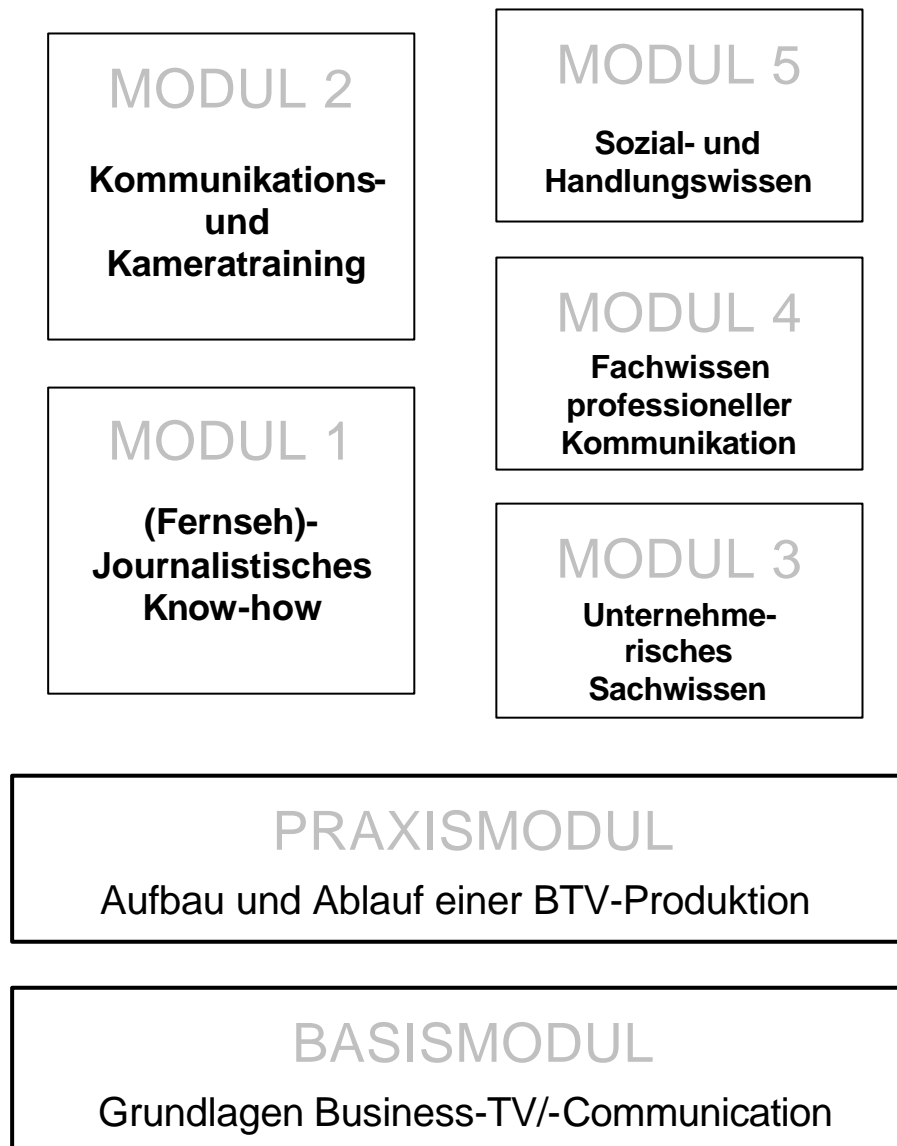 MODUL 2
Kommunikations-
und
Kameratraining
MODUL 1
(Fernseh)-
Journalistisches
Know-how
MODUL 5
Sozial- und
Handlungswissen
MODUL 4
Fachwissen
professioneller
Kommunikation
MODUL 3
Unternehme-
risches
Sachwissen
PRAXISMODUL
Aufbau und Ablauf einer BTV-Produktion
BASISMODUL
Grundlagen Business-TV/-Communication